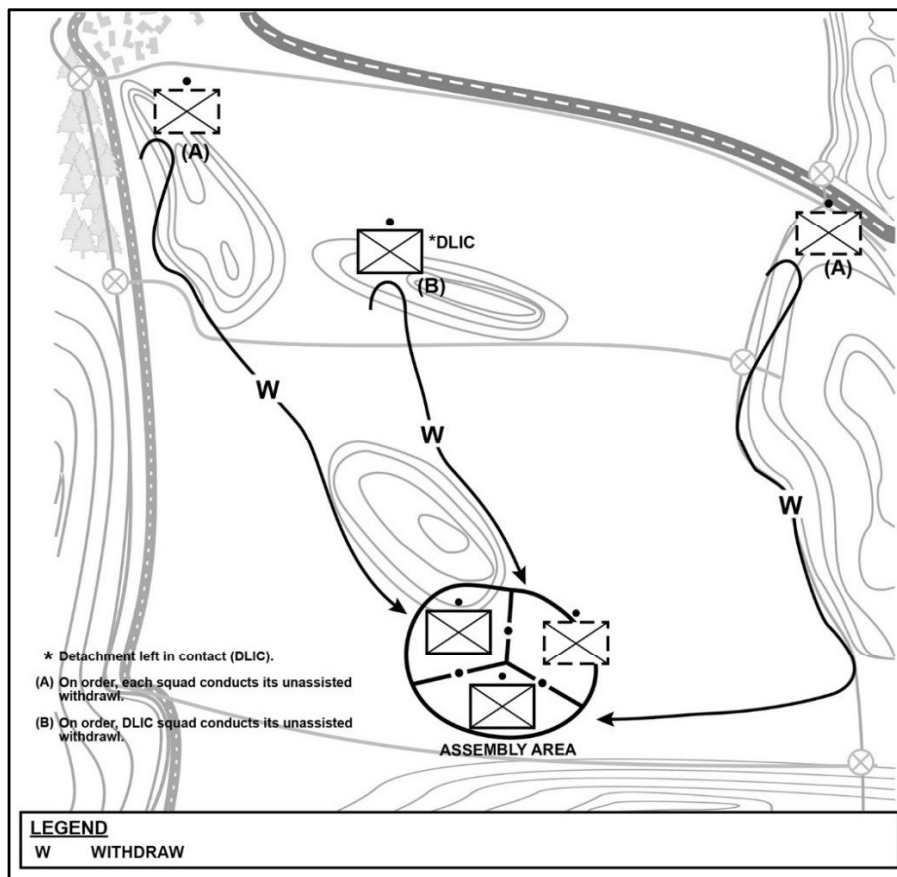 (A)
*DLIC
(B)
(A)
W
W
W
* Detachment left in contact (DLIC).
(A) On order, each squad conducts its unassisted
withdrawl.
(B) On order, DLIC squad conducts its unassisted
withdrawl.
ASSEMBLY AREA
LEGEND
W WITHDRAW